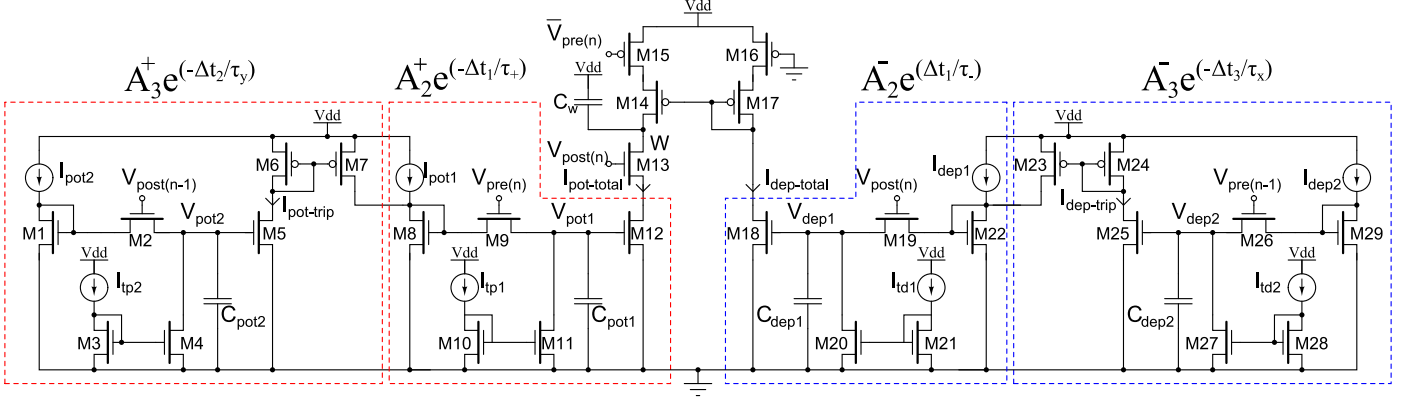 Vdd
V̅pre(n)
M15
M16
A3+e(-Δt2/τy)
A2+e(-Δt1/τ+)
A2-e(Δt1/τ-)
A3-e(-Δt3/τx)
Vdd
Cw
M14
M17
Vdd
W
Vdd
Ipot2
M6
M7
Ipot1
Vpost(n)
M13
Idep1
M23
M24
Idep2
Vpost(n-1)
Vpre(n)
Ipot-total
Idep-total
Vpost(n)
Vpre(n-1)
Ipot-trip
Idep-trip
Vpot2
Vpot1
Vdep1
Vdep2
M1
M2
M5
M8
M9
M12
M18
M19
M22
M25
M26
M29
Vdd
Vdd
Vdd
Vdd
Itp2
Itp1
Itd1
Itd2
Cpot2
Cpot1
Cdep1
Cdep2
M3
M4
M10
M11
M20
M21
M27
M28